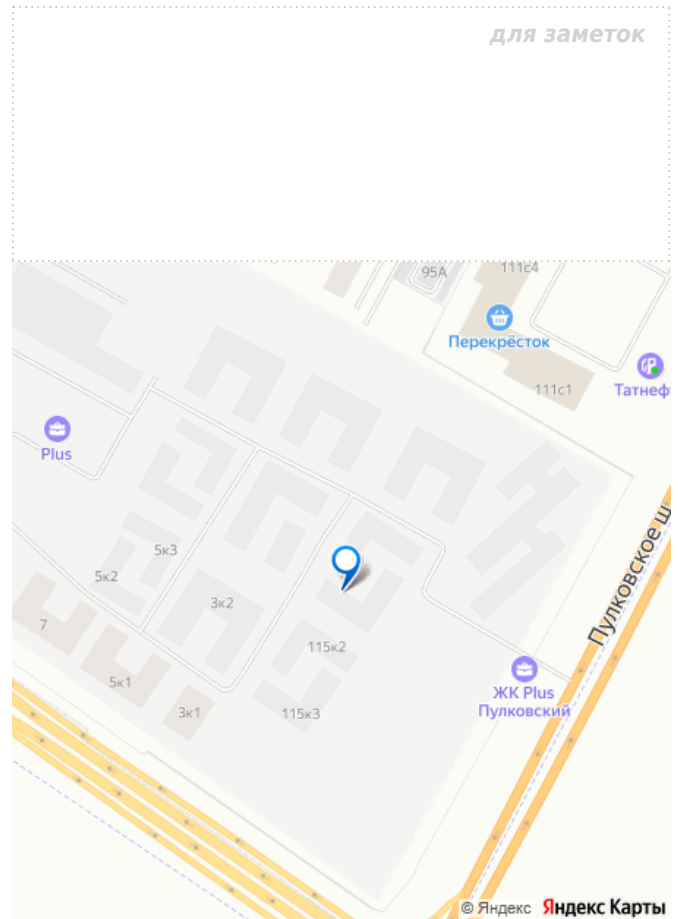 для заметок
95А
111с4
Перекрёсток
111с1
Татнеф
Plus
Пулковское ш
5к3
5к2
3к2
7
115к2
5к1
ЖК Plus
Пулковский
3к1
115к3
© Яндекс Яндекс Карты